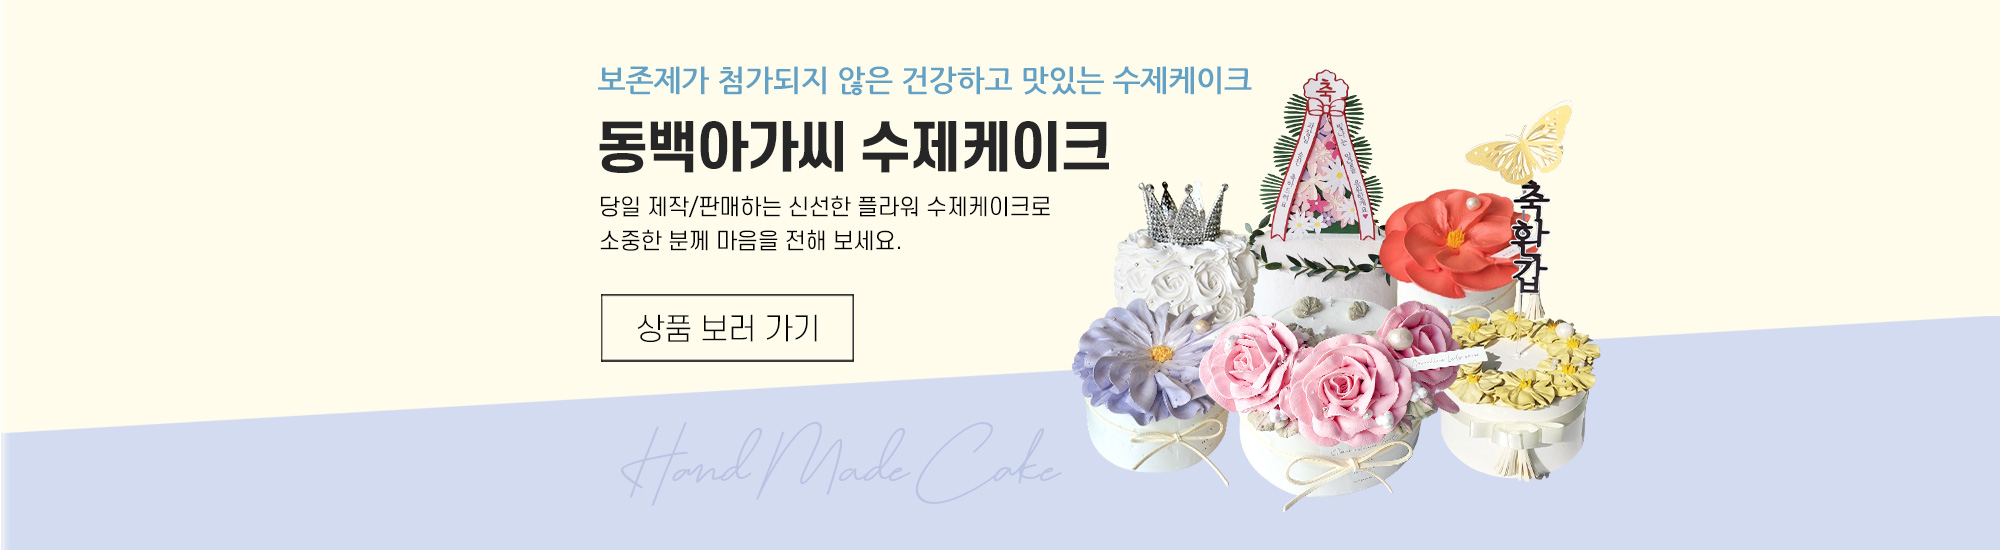 보존제가 첨가되지 않은 건강하고 맛있는 수제케이크
동백아가씨 수제케이크
당일 제작/판매하는 신선한 플라워 수제케이크로
소중한 분께 마음을 전해 보세요.
상품 보러 가기
Hand Made Cake
축
축
환
갑